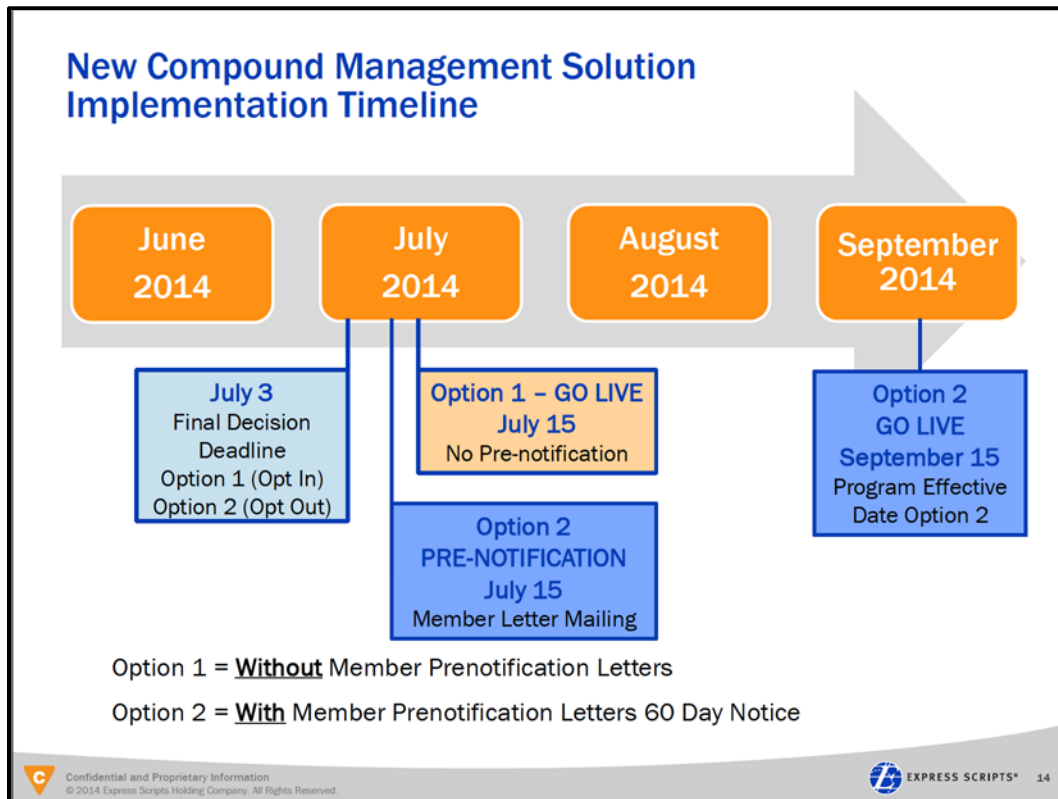 New Compound Management Solution
Implementation Timeline
June
2014
July
2014
August
2014
September
2014
July 3
Final Decision
Deadline
Option 1 (Opt In)
Option 2 (Opt Out)
Option 1 – GO LIVE
July 15
No Pre-notification
Option 2
PRE-NOTIFICATION
July 15
Member Letter Mailing
Option 2
GO LIVE
September 15
Program Effective
Date Option 2
Option 1 = Without Member Prenotification Letters
Option 2 = With Member Prenotification Letters 60 Day Notice
C
Confidential and Proprietary Information
© 2014 Express Scripts Holding Company. All Rights Reserved.
EXPRESS SCRIPTS®
14